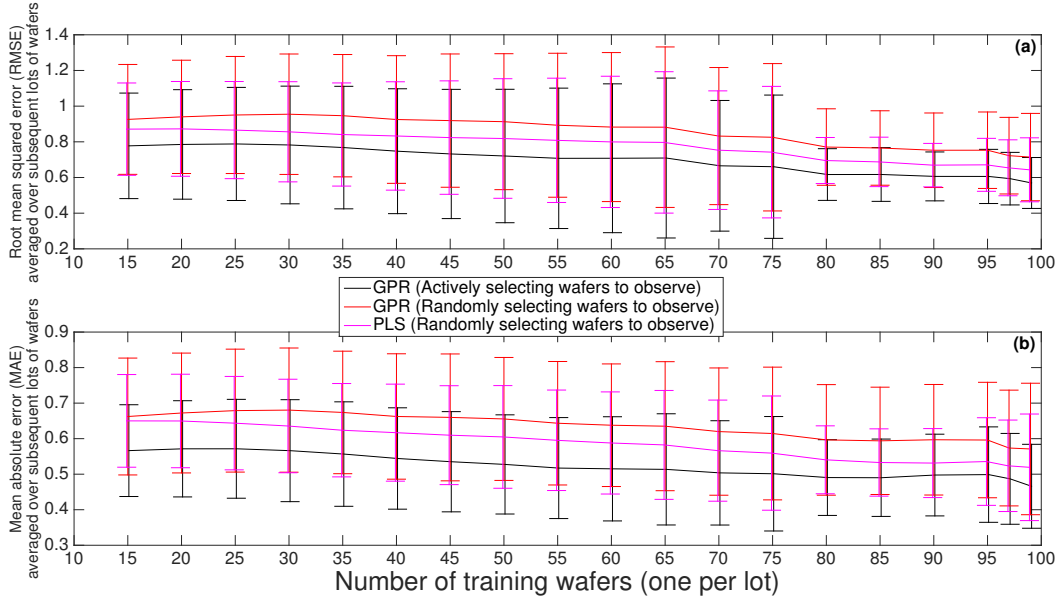 Root mean squared error (RMSE)
averaged over subsequent lots of wafers
(a)
1.4
1.2
1
0.8
0.6
0.4
0.2
10 15 20 25 30 35 40 45 50 55 60 65 70 75 80 85 90 95 100
GPR (Actively selecting wafers to observe)
GPR (Randomly selecting wafers to observe)
PLS (Randomly selecting wafers to observe)
Mean absolute error (MAE)
averaged over subsequent lots of wafers
(b)
0.9
0.8
0.7
0.6
0.5
0.4
0.3
10 15 20 25 30 35 40 45 50 55 60 65 70 75 80 85 90 95 100
Number of training wafers (one per lot)